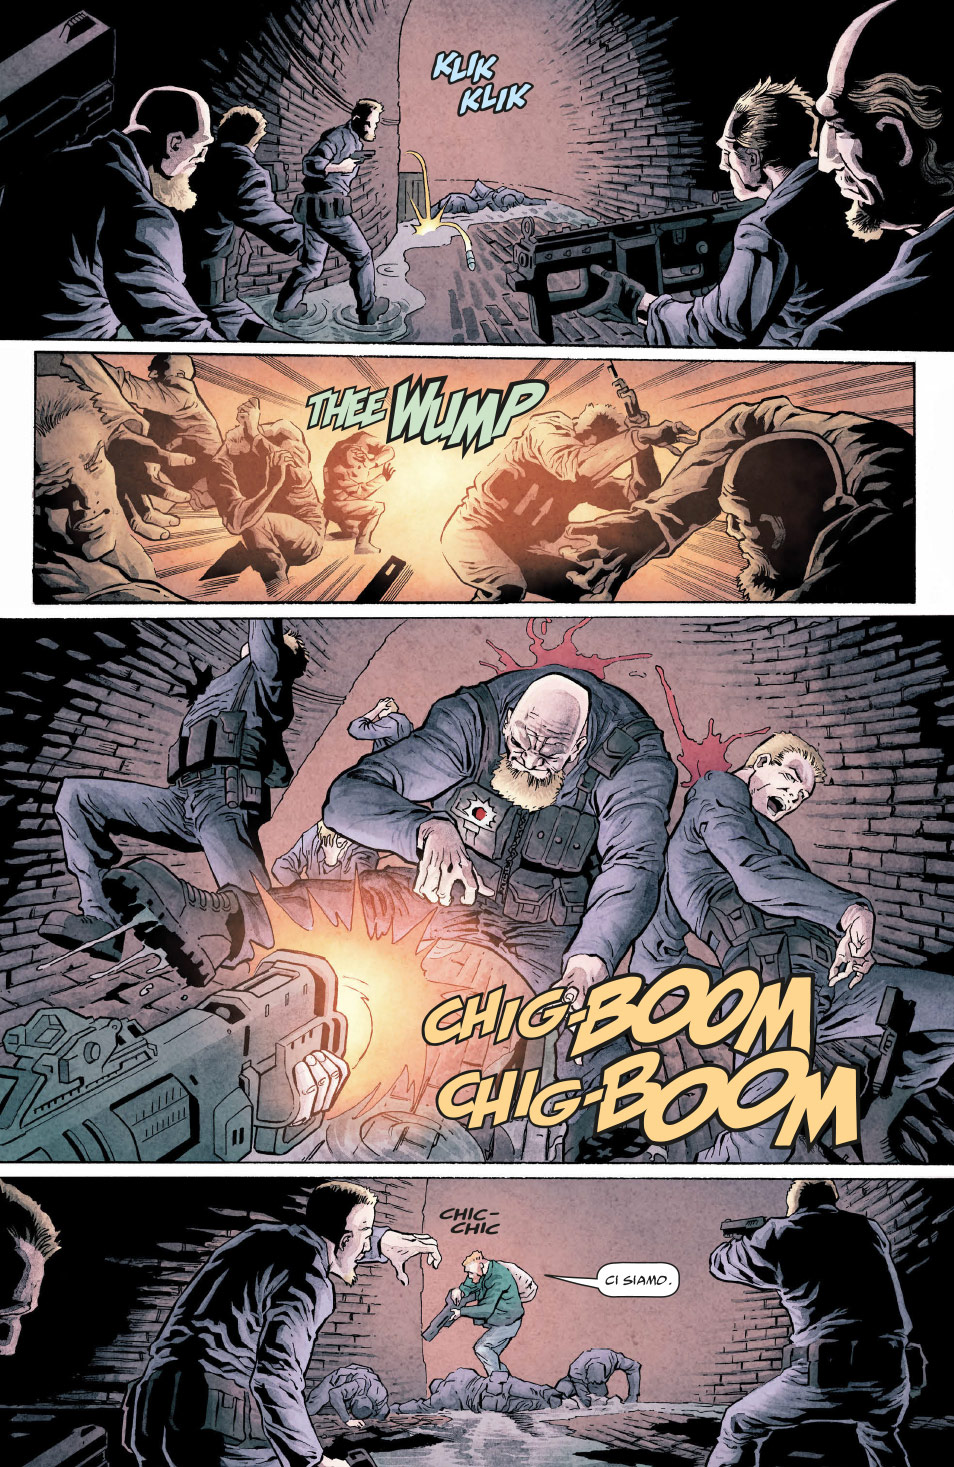 KLIK
KLIK
THEE WUMP
CHIG-BOOM
CHIG-BOOM
CHIC-
CHIC
CI SIAMO.